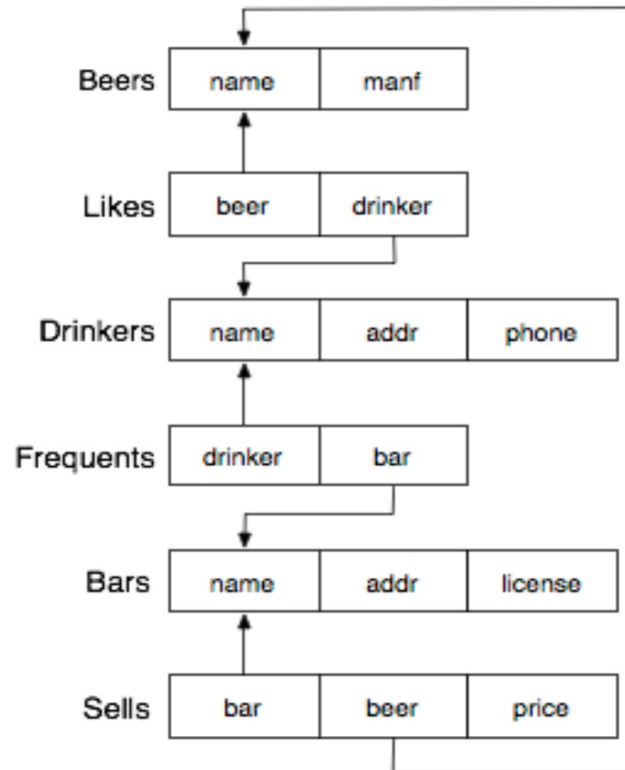 Beers name manf
Likes beer drinker
Drinkers name addr phone
Frequents drinker bar
Bars name addr license
Sells bar beer price